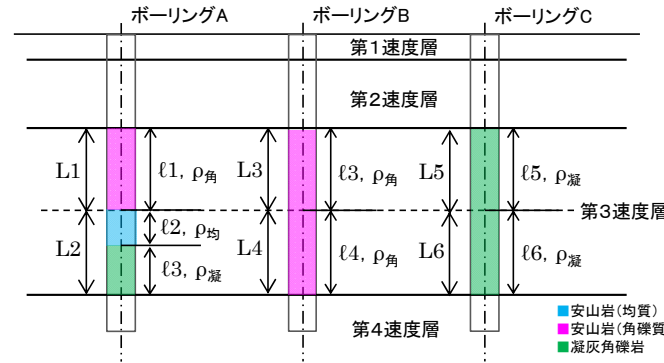 ボーリングA
ボーリングB
ボーリングC
第1速度層
第2速度層
L1
ℓ1, ρ角
L3
ℓ3, ρ角
L5
ℓ5, ρ凝
第3速度層
L2
ℓ2, ρ均
ℓ3, ρ凝
L4
ℓ4, ρ角
L6
ℓ6, ρ凝
第4速度層
安山岩(均質)
安山岩(角礫質
凝灰角礫岩